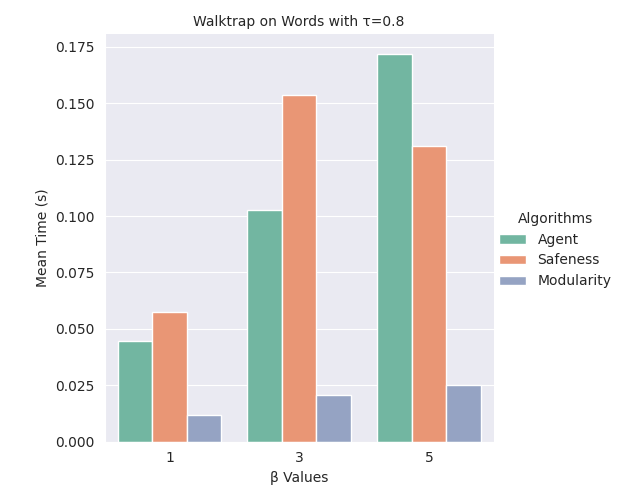 Walktrap on Words with τ=0.8
Mean Time (s)
0.175
0.150
0.125
0.100
0.075
0.050
0.025
0.000
1
3
5
β Values
Algorithms
Agent
Safeness
Modularity